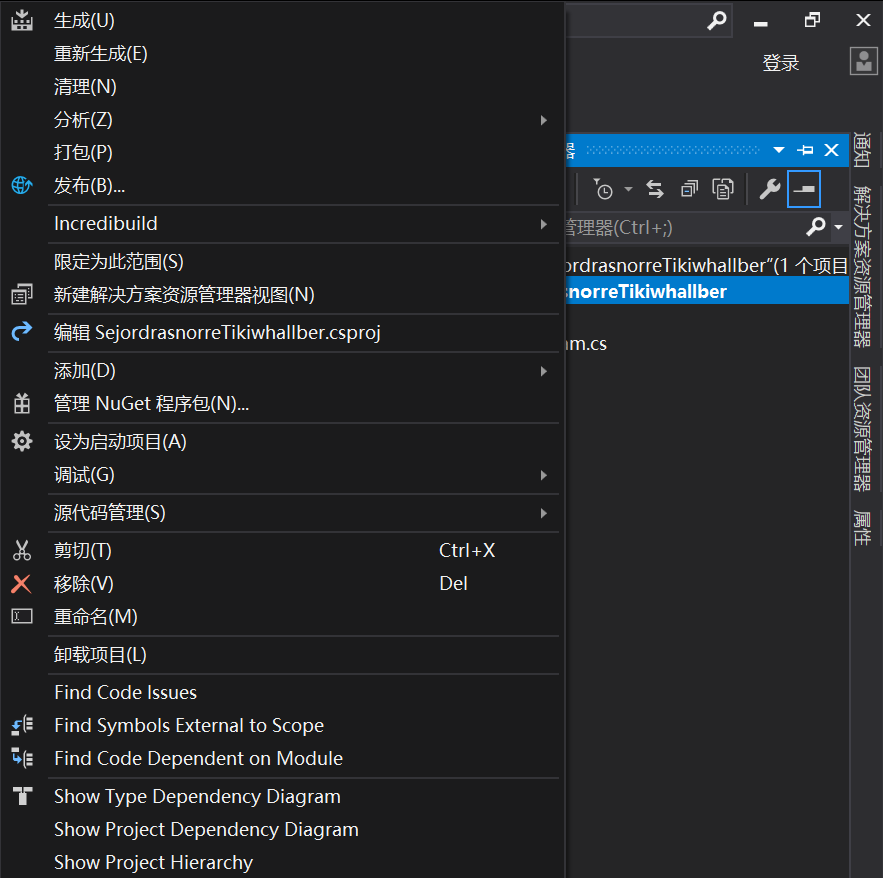 生成(U)
重新生成(E)
清理(N)
分析(Z)
打包(P)
发布(B)...
Incredibuild
限定为此范围(S)
新建解决方案资源管理器视图(N)
编辑 SejordrasnorreTikiwhallber.csproj
添加(D)
管理 NuGet 程序包(N)...
设为启动项目(A)
调试(G)
源代码管理(S)
剪切(T) Ctrl+X
移除(V) Del
重命名(M)
卸载项目(L)
Find Code Issues
Find Symbols External to Scope
Find Code Dependent on Module
Show Type Dependency Diagram
Show Project Dependency Diagram
Show Project Hierarchy
登录
器
管理器(Ctrl+;)
ordrasnorreTikiwhallber”(1 个项目
snorreTikiwhallber
am.cs
通知
解决方案资源管理器
团队资源管理器
属性